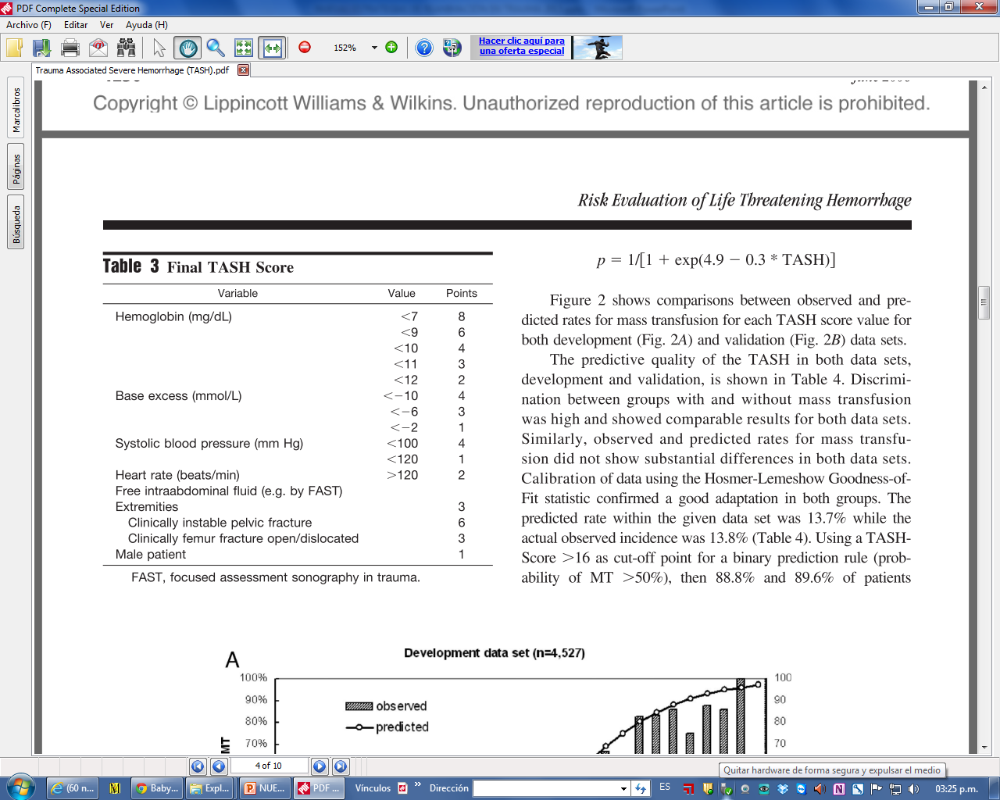 PDF Complete Special Edition
Archivo (F) Editar Ver Ayuda (H)
152%
Hacer clic aquí para
una oferta especial
Trauma Associated Severe Hemorrhage (TASH).pdf
Marcalibros
Páginas
Búsqueda
Copyright © Lippincott Williams & Wilkins. Unauthorized reproduction of this article is prohibited.
Risk Evaluation of Life Threatening Hemorrhage
Table 3 Final TASH Score
Variable Value Points
Hemoglobin (mg/dL) <7 8
<9 6
<10 4
<11 3
<12 2
Base excess (mmol/L) <−10 4
<−6 3
<−2 1
Systolic blood pressure (mm Hg) <100 4
<120 1
Heart rate (beats/min) >120 2
Free intraabdominal fluid (e.g. by FAST)
Extremities 3
Clinically instable pelvic fracture 6
Clinically femur fracture open/dislocated 3
Male patient 1
FAST, focused assessment sonography in trauma.
p = 1/[1 + exp(4.9 − 0.3 * TASH)]
Figure 2 shows comparisons between observed and pre-
dicted rates for mass transfusion for each TASH score value for
both development (Fig. 2A) and validation (Fig. 2B) data sets.
The predictive quality of the TASH in both data sets,
development and validation, is shown in Table 4. Discrimi-
nation between groups with and without mass transfusion
was high and showed comparable results for both data sets.
Similarly, observed and predicted rates for mass transfu-
sion did not show substantial differences in both data sets.
Calibration of data using the Hosmer-Lemeshow Goodness-of-
Fit statistic confirmed a good adaptation in both groups. The
predicted rate within the given data set was 13.7% while the
actual observed incidence was 13.8% (Table 4). Using a TASH-
Score >16 as cut-off point for a binary prediction rule (prob-
ability of MT >50%), then 88.8% and 89.6% of patients
A
Development data set (n=4,527)
100% 100
90% 90
80% 80
70% 70
observed
predicted
MT
4 of 10
Quitar hardware de forma segura y expulsar el medio
(60 n...
Baby...
Expl...
NUE...
PDF ...
Vínculos
Dirección
ES
03:25 p.m.